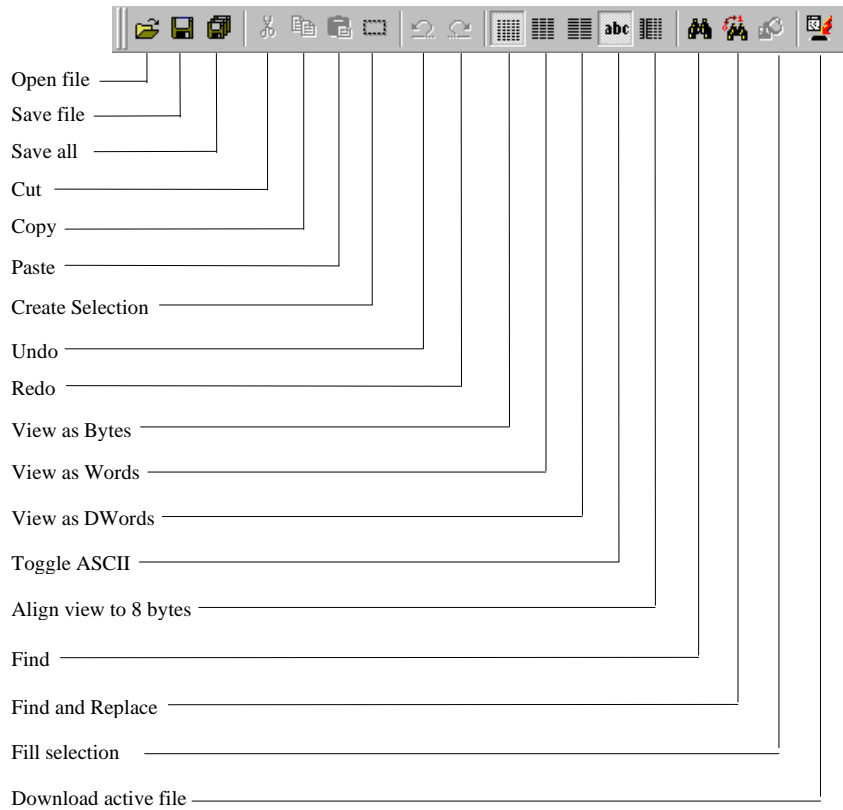 abc
Open file
Save file
Save all
Cut
Copy
Paste
Create Selection
Undo
Redo
View as Bytes
View as Words
View as DWords
Toggle ASCII
Align view to 8 bytes
Find
Find and Replace
Fill selection
Download active file